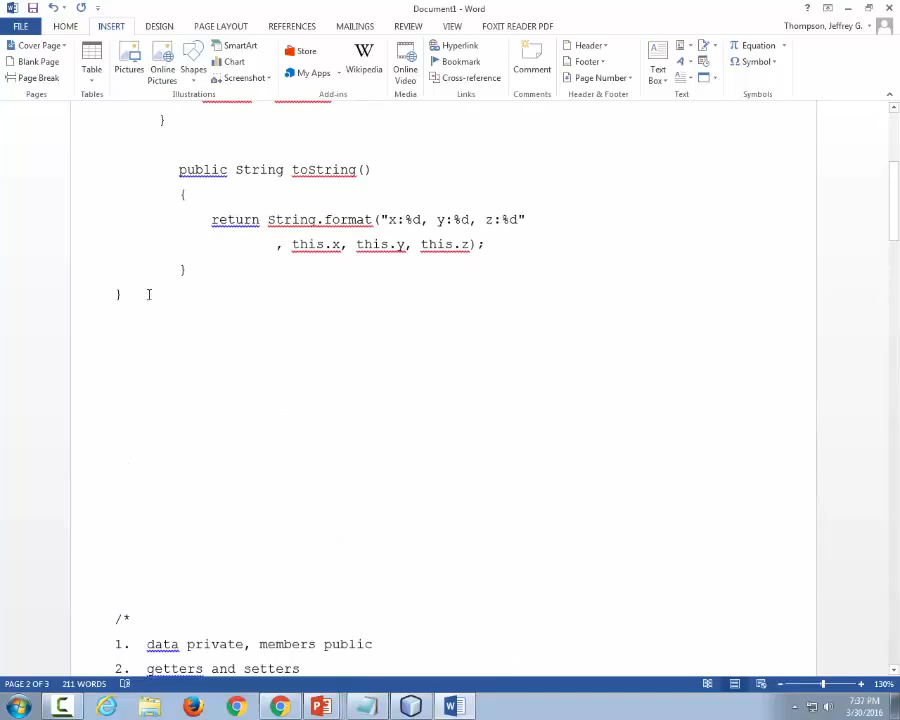 Document1 - Word
FILE HOME INSERT DESIGN PAGE LAYOUT REFERENCES MAILINGS REVIEW VIEW FOXIT READER PDF
Thompson, Jeffrey G.
Cover Page
Blank Page
Page Break
Pages
Table
Tables
Pictures
Online Pictures
Shapes
SmartArt
Chart
Screenshot
Illustrations
Store
My Apps
Wikipedia
Add-ins
Online Video
Media
Hyperlink
Bookmark
Cross-reference
Links
Comment
Comments
Header
Footer
Page Number
Header & Footer
Text Box
Text
Equation
Symbol
Symbols
}
public String toString()
{
return String.format("x:%d, y:%d, z:%d"
, this.x, this.y, this.z);
}
}
/*
1. data private, members public
2. getters and setters
PAGE 2 OF 3 211 WORDS 130%
7:37 PM
3/30/2016